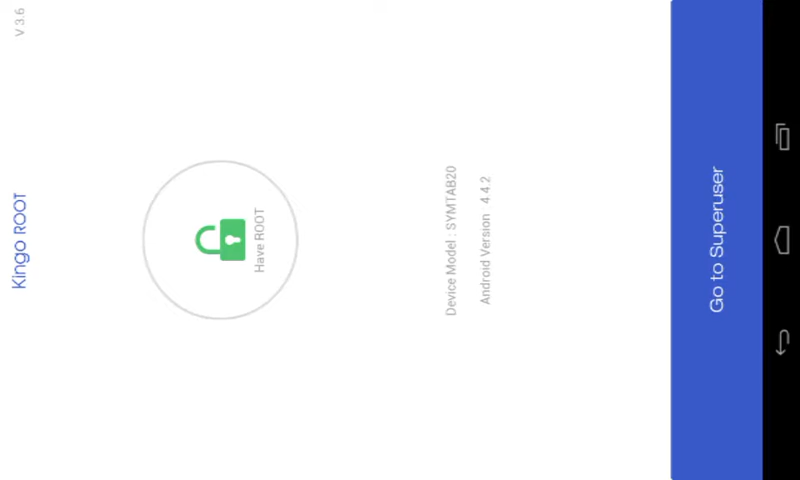 V 3.6
Kingo ROOT
Have ROOT
Device Model : SYMTAB20
Android Version 4.4.2
Go to Superuser